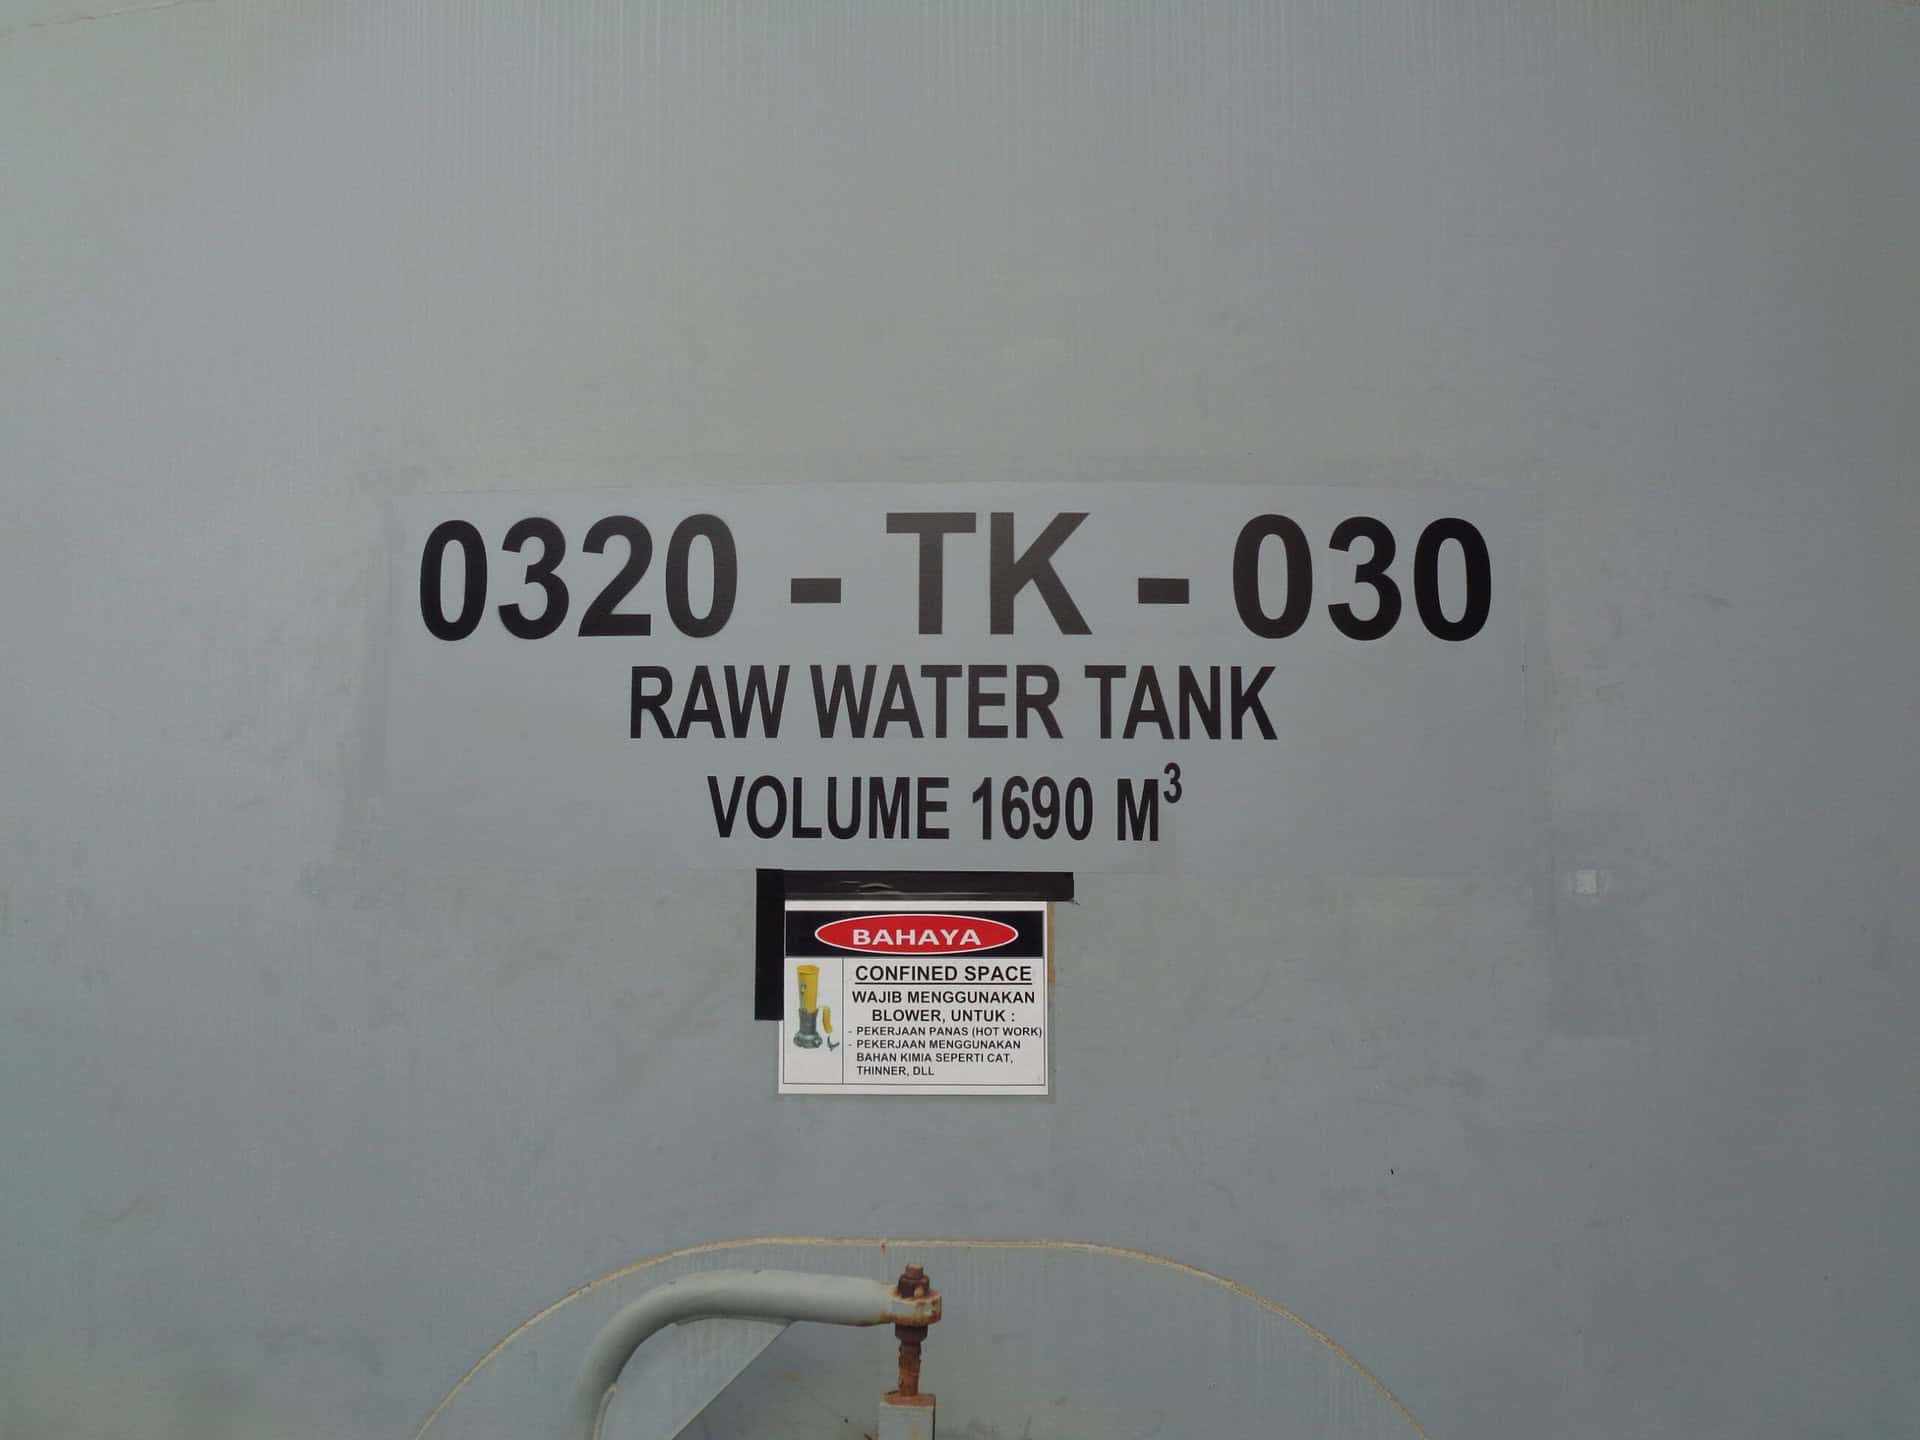 0320 - TK - 030
RAW WATER TANK
VOLUME 1690 M³
BAHAYA
CONFINED SPACE
WAJIB MENGGUNAKAN
BLOWER, UNTUK :
- PEKERJAAN PANAS (HOT WORK)
- PEKERJAAN MENGGUNAKAN
BAHAN KIMIA SEPERTI CAT,
THINNER, DLL